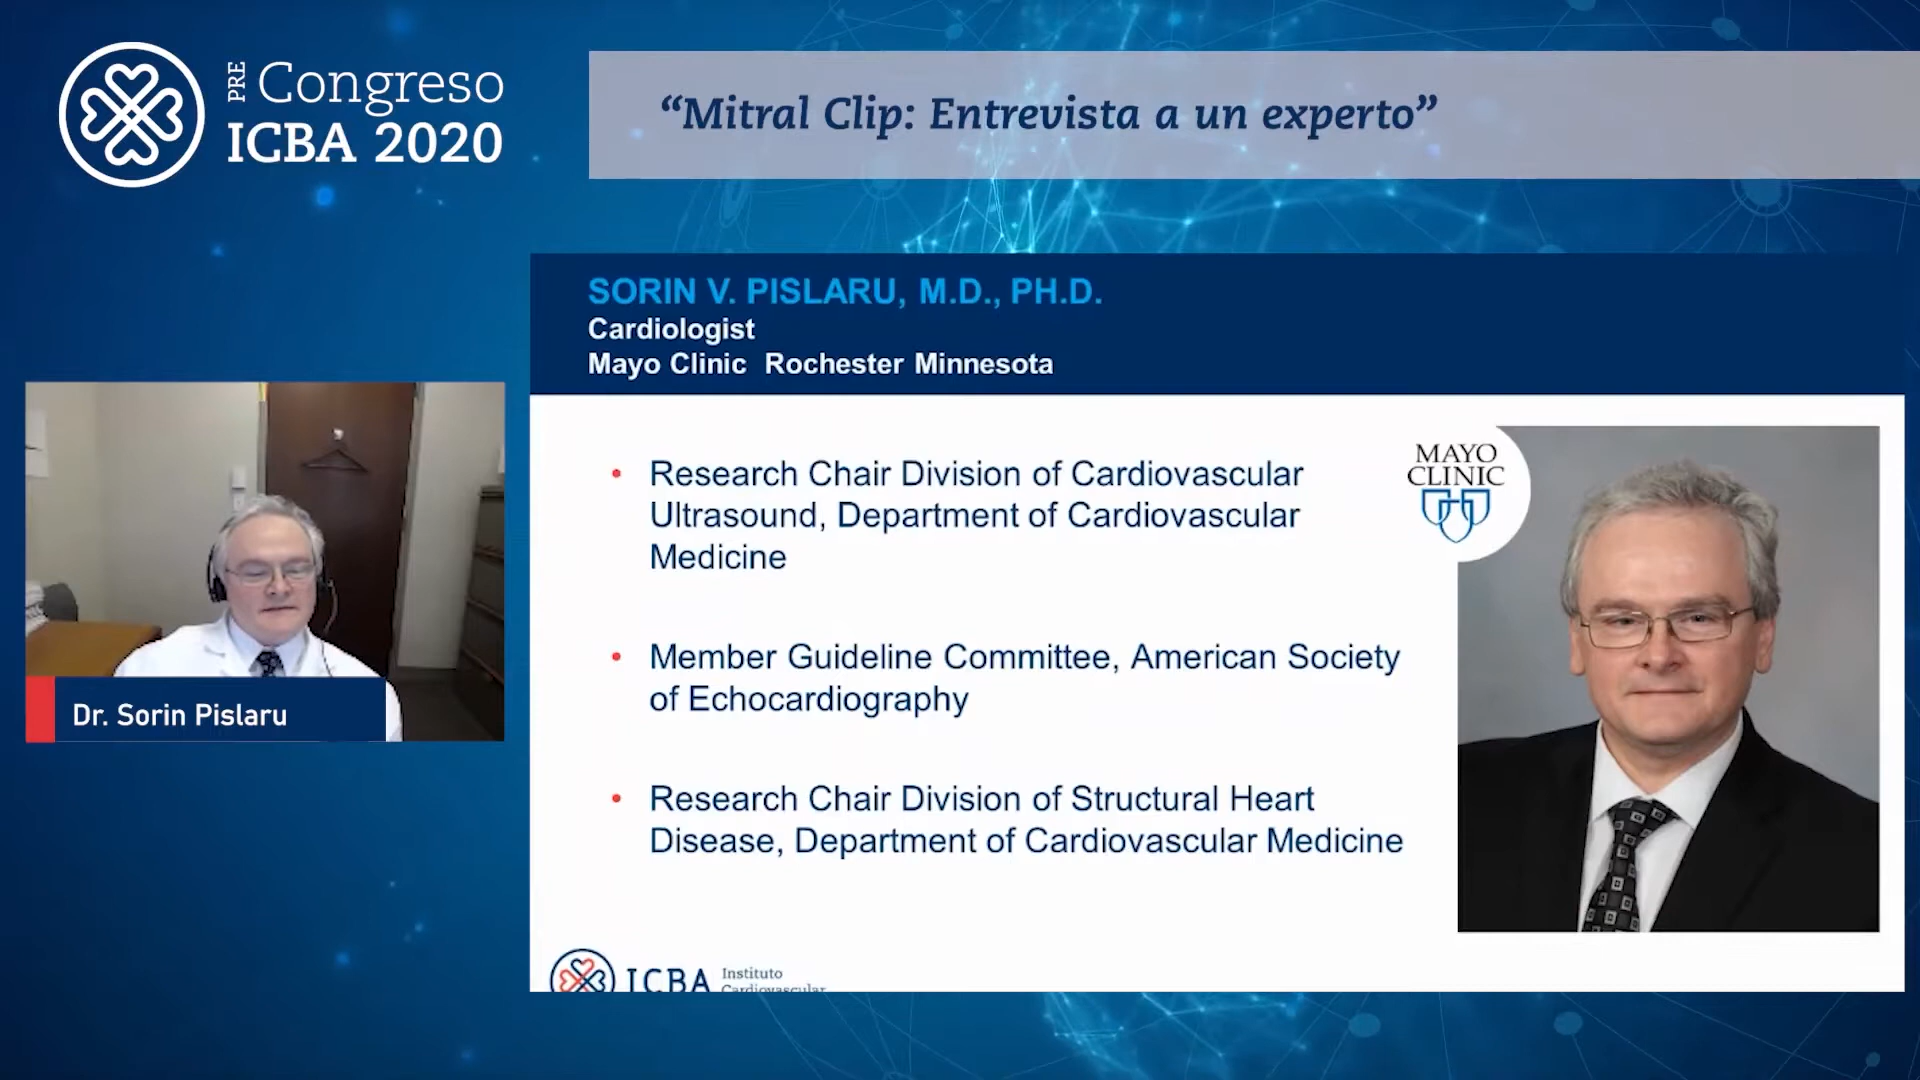 PRE Congreso
ICBA 2020
“Mitral Clip: Entrevista a un experto”
SORIN V. PISLARU, M.D., PH.D.
Cardiologist
Mayo Clinic Rochester Minnesota
• Research Chair Division of Cardiovascular
Ultrasound, Department of Cardiovascular
Medicine
• Member Guideline Committee, American Society
of Echocardiography
• Research Chair Division of Structural Heart
Disease, Department of Cardiovascular Medicine
MAYO
CLINIC
Dr. Sorin Pislaru
ICBA
Instituto
Cardiovascular